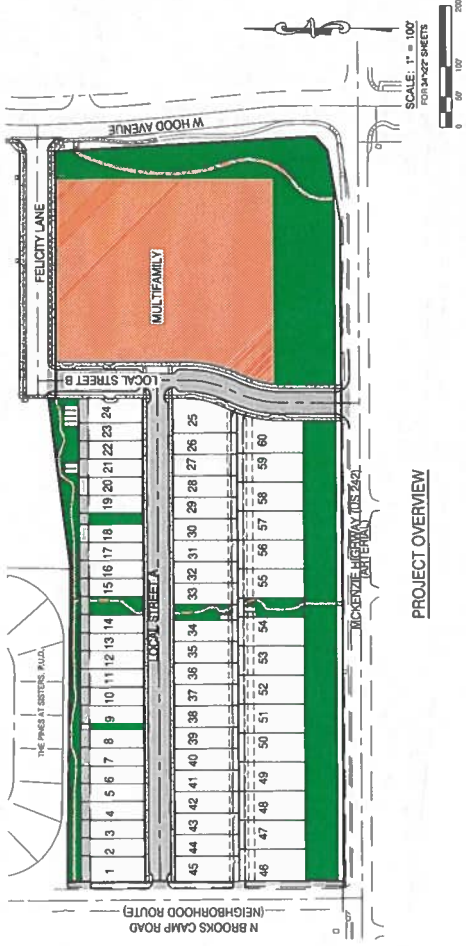 SCALE: 1" = 100'
FOR 34"x22" SHEETS
0 50' 100' 200'
W HOOD AVENUE
FELICITY LANE
MULTIFAMILY
LOCAL STREET B
THE PINES AT SISTERS, P.U.D.
1 2 3 4 5 6 7 8 9 10 11 12 13 14 15 16 17 18 19 20 21 22 23 24
LOCAL STREET A
45 44 43 42 41 40 39 38 37 36 35 34 33 32 31 30 29 28 27 26 25
46 47 48 49 50 51 52 53 54 55 56 57 58 59 60
N BROOKS CAMP ROAD
(NEIGHBORHOOD ROUTE)
MCKENZIE HIGHWAY (US 242)
(ARTERIAL)
PROJECT OVERVIEW